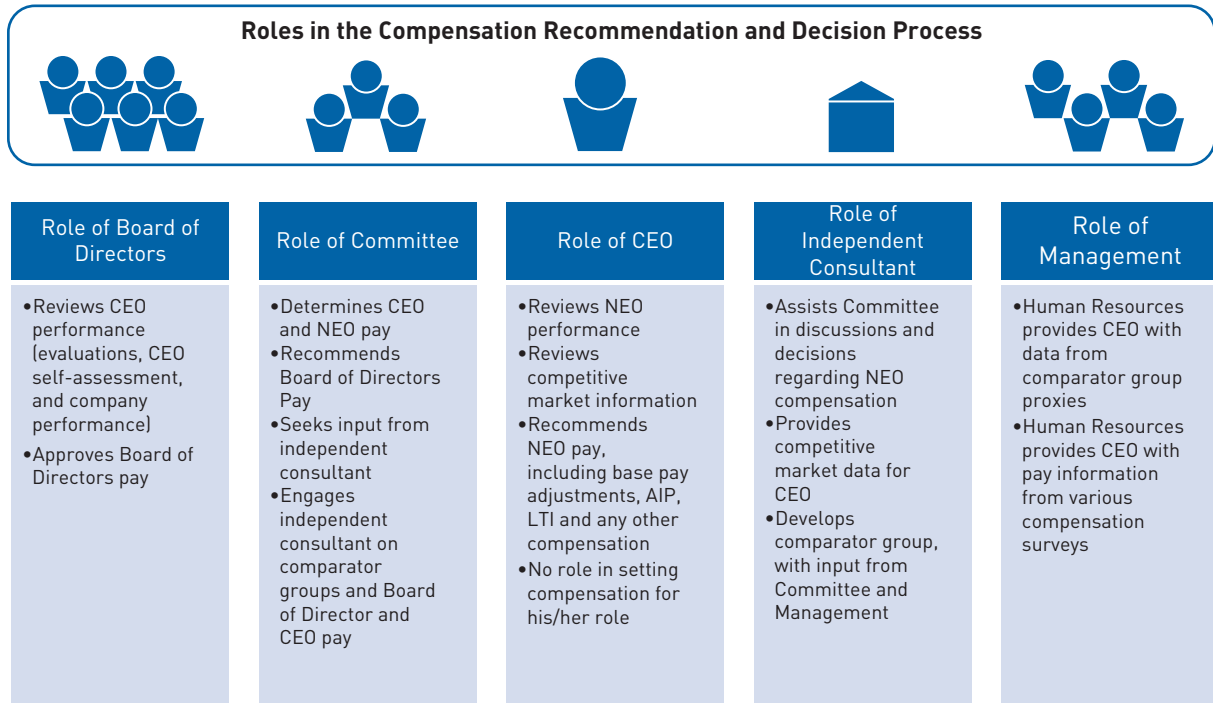 Roles in the Compensation Recommendation and Decision Process
Role of Board of
Directors
•Reviews CEO
performance
(evaluations, CEO
self-assessment,
and company
performance)
•Approves Board of
Directors pay
Role of Committee
•Determines CEO
and NEO pay
•Recommends
Board of Directors
Pay
•Seeks input from
independent
consultant
•Engages
independent
consultant on
comparator
groups and Board
of Director and
CEO pay
Role of CEO
•Reviews NEO
performance
•Reviews
competitive
market information
•Recommends
NEO pay,
including base pay
adjustments, AIP,
LTI and any other
compensation
•No role in setting
compensation for
his/her role
Role of
Independent
Consultant
•Assists Committee
in discussions and
decisions
regarding NEO
compensation
•Provides
competitive
market data for
CEO
•Develops
comparator group,
with input from
Committee and
Management
Role of
Management
•Human Resources
provides CEO with
data from
comparator group
proxies
•Human Resources
provides CEO with
pay information
from various
compensation
surveys